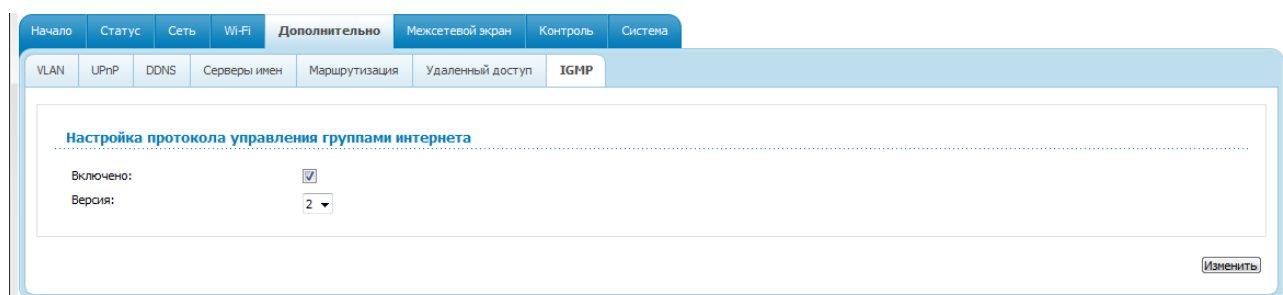 Начало Статус Сеть Wi-Fi Дополнительно Межсетевой экран Контроль Система
VLAN UPnP DDNS Серверы имен Маршрутизация Удаленный доступ IGMP
Настройка протокола управления группами интернета
Включено:
Версия: 2
Изменить